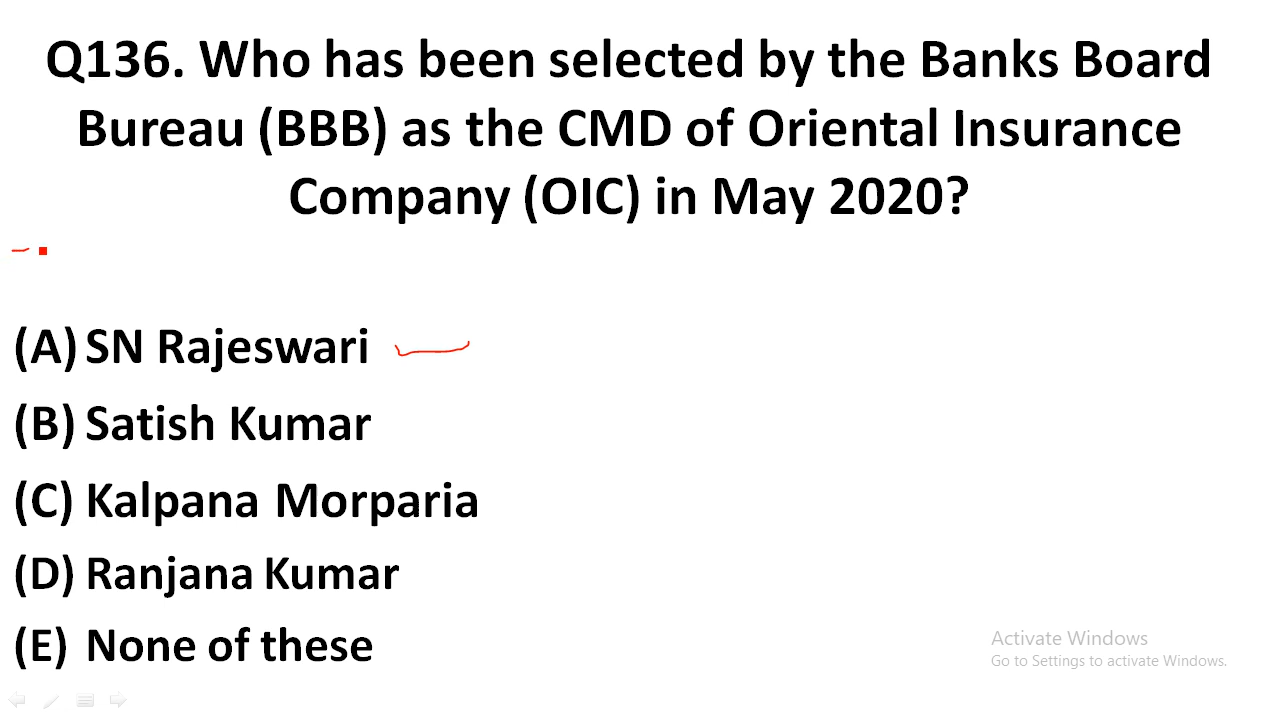 Q136. Who has been selected by the Banks Board
Bureau (BBB) as the CMD of Oriental Insurance
Company (OIC) in May 2020?
(A) SN Rajeswari
(B) Satish Kumar
(C) Kalpana Morparia
(D) Ranjana Kumar
(E) None of these
Activate Windows
Go to Settings to activate Windows.